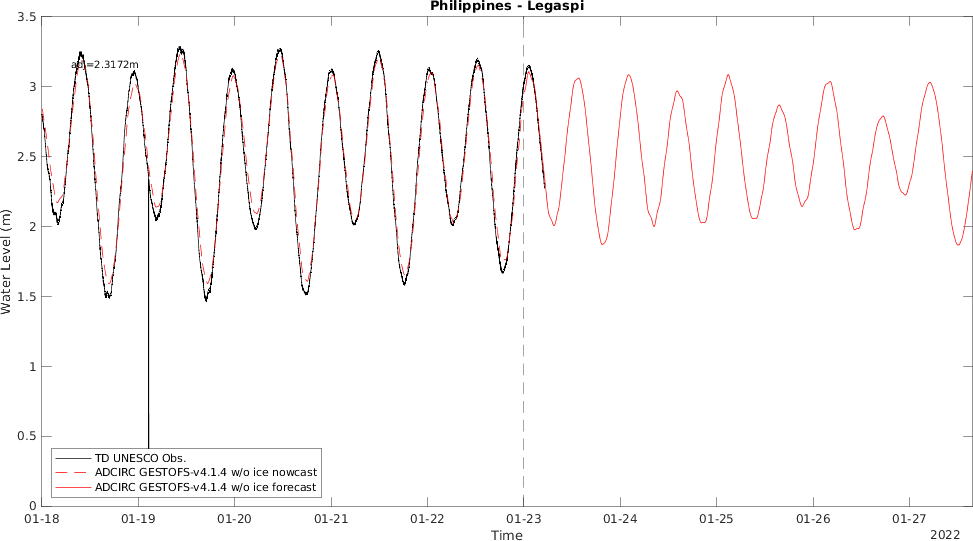 Philippines - Legaspi
3.5
3
2.5
2
1.5
1
0.5
0
Water Level (m)
=2.3172m
TD UNESCO Obs.
ADCIRC GESTOFS-v4.1.4 w/o ice nowcast
ADCIRC GESTOFS-v4.1.4 w/o ice forecast
01-18 01-19 01-20 01-21 01-22 01-23 01-24 01-25 01-26 01-27
Time
2022